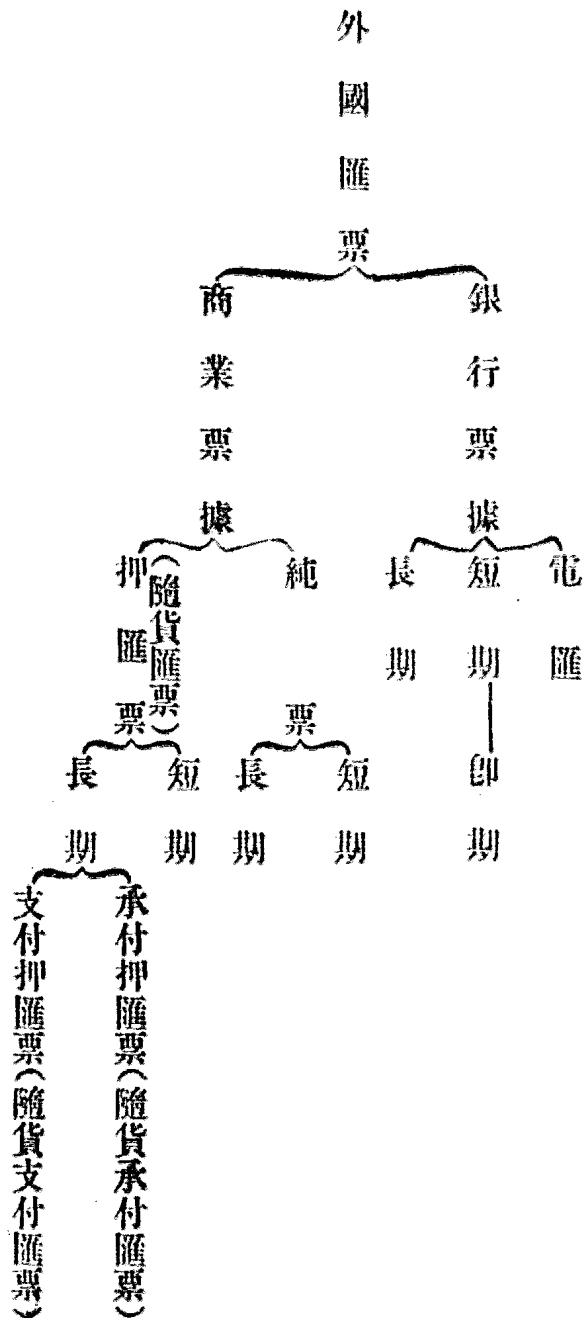 外國匯票
銀行票據
電匯
短期
即期
長期
商業票據
純票
短期
長期
押匯票
(隨貨匯票)
短期
長期
承付押匯票(隨貨承付匯票)
支付押匯票(隨貨支付匯票)